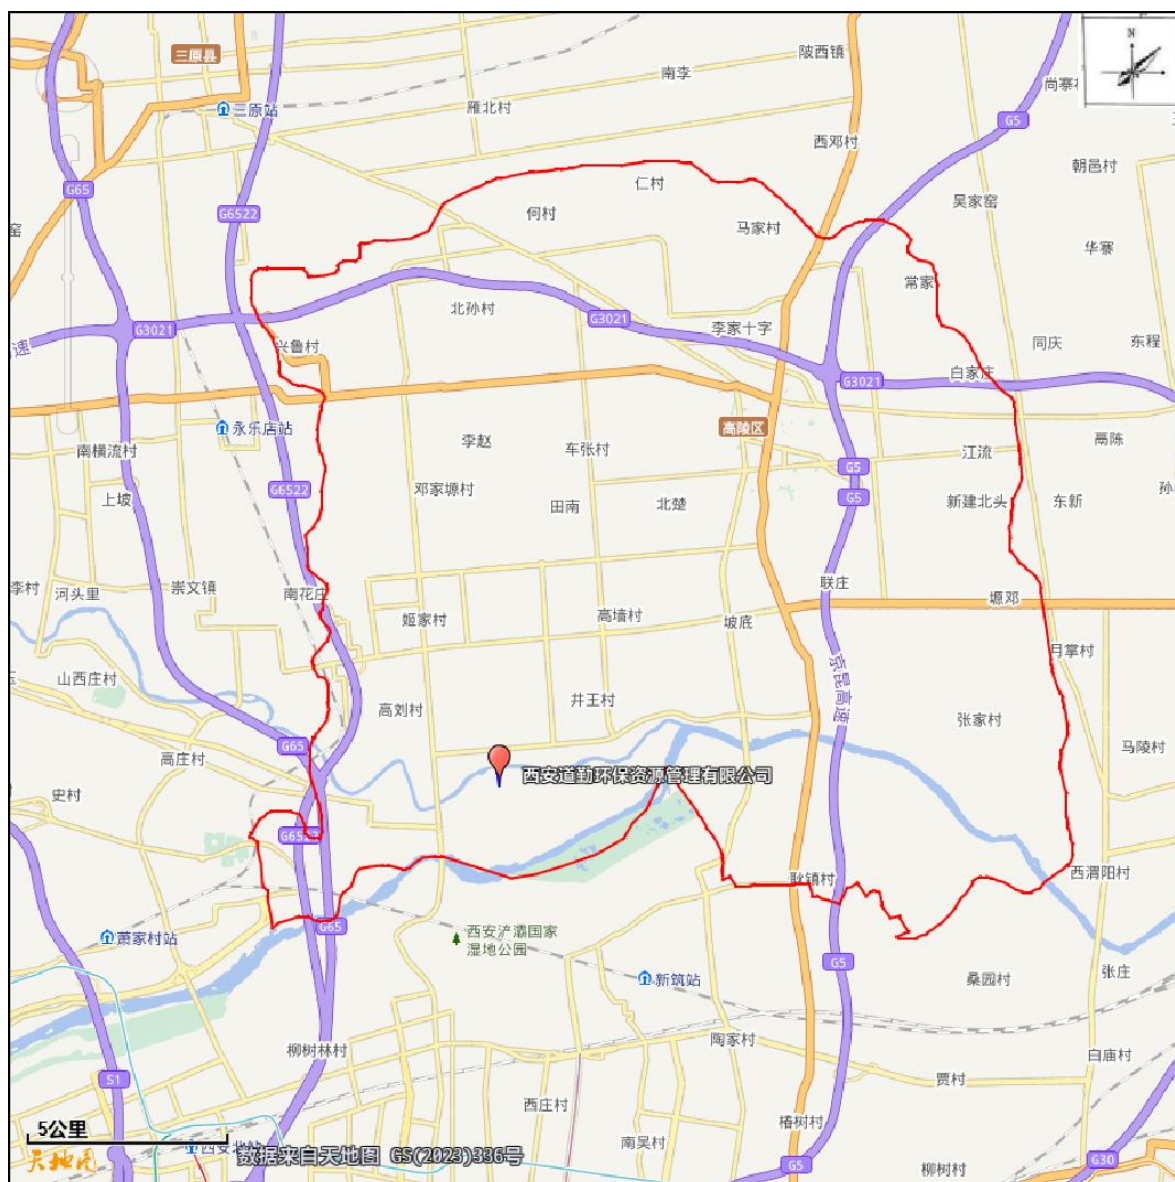 三原县
陂西镇
N
南李
尚寨
三原站
雁北村
G5
西邓村
朝邑村
G65
仁村
吴家窑
窑
G6522
何村
马家村
华寨
常家
北孙村
G3021
G3021
李家十字
同庆
东程
速
兴鲁村
G3021
白家庄
永乐店站
高陵区
南横流村
李赵
车张村
江流
鬲陈
G5
上坡
G6522
邓家塬村
G5
孙
田南
北楚
新建北头
东新
李村
河头里
崇文镇
南花庄
联庄
塬邓
姬家村
高墙村
坡底
月掌村
山西庄村
京昆高速
高刘村
井王村
张家村
G65
马陵村
高庄村
西安道勤环保资源管理有限公司
史村
G6522
耿镇村
西渭阳村
萧家村站
G65
西安浐灞国家
湿地公园
G5
新筑站
桑园村
张庄
柳树林村
陶家村
白庙村
S1
贾村
西庄村
椿树村
5公里
南吴村
西安北站
天地图
数据来自天地图 GS(2023)336号
G5
柳树村
G30